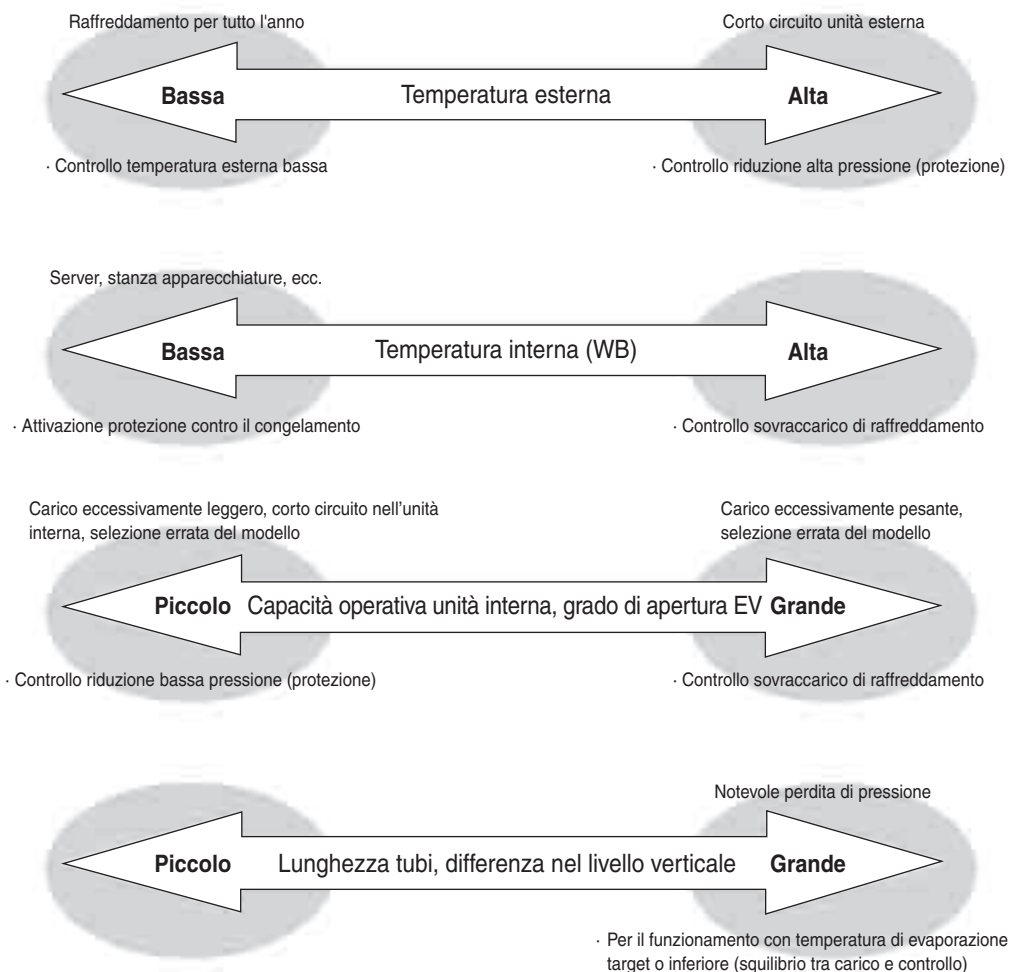 Raffreddamento per tutto l'anno
Corto circuito unità esterna
Bassa Temperatura esterna Alta
· Controllo temperatura esterna bassa
· Controllo riduzione alta pressione (protezione)
Server, stanza apparecchiature, ecc.
Bassa Temperatura interna (WB) Alta
· Attivazione protezione contro il congelamento
· Controllo sovraccarico di raffreddamento
Carico eccessivamente leggero, corto circuito nell'unità
interna, selezione errata del modello
Carico eccessivamente pesante,
selezione errata del modello
Piccolo Capacità operativa unità interna, grado di apertura EV Grande
· Controllo riduzione bassa pressione (protezione)
· Controllo sovraccarico di raffreddamento
Notevole perdita di pressione
Piccolo Lunghezza tubi, differenza nel livello verticale Grande
· Per il funzionamento con temperatura di evaporazione
target o inferiore (squilibrio tra carico e controllo)